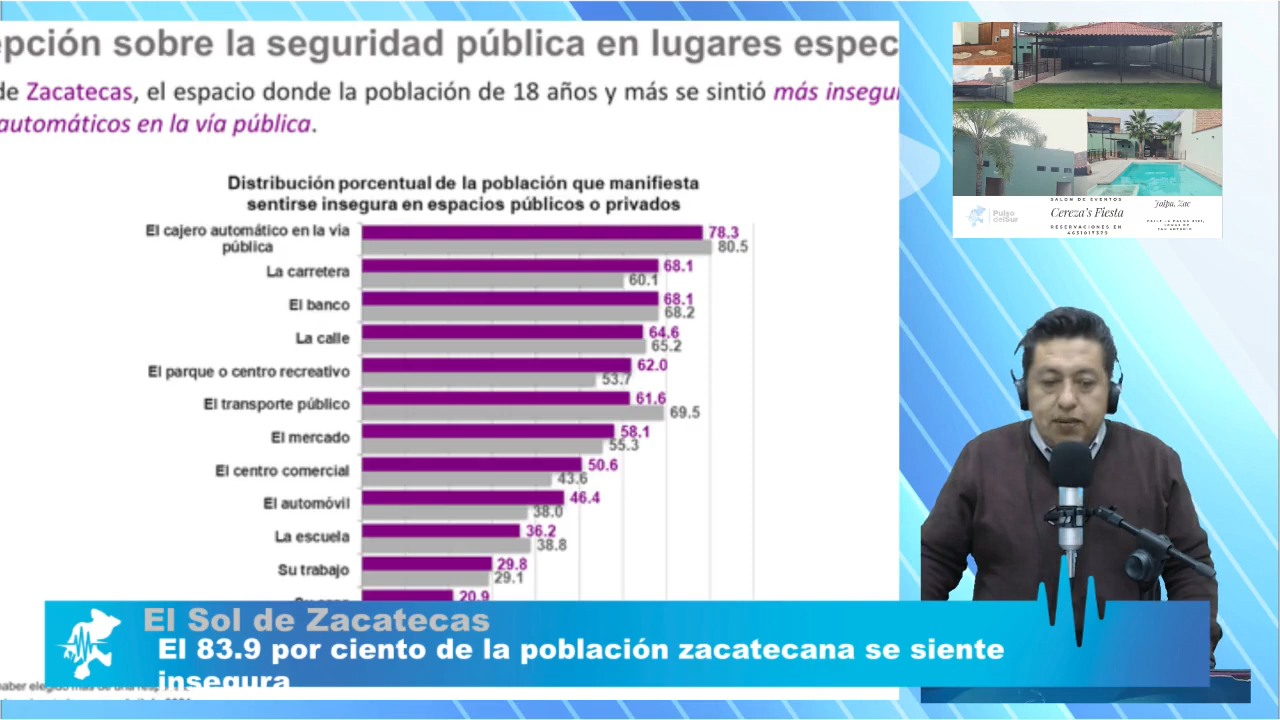 pción sobre la seguridad pública en lugares espec
de Zacatecas, el espacio donde la población de 18 años y más se sintió más insegu
automáticos en la vía pública.
Distribución porcentual de la población que manifiesta
sentirse insegura en espacios públicos o privados
El cajero automático en la vía
pública
78.3
80.5
La carretera
68.1
60.1
El banco
68.1
68.2
La calle
64.6
65.2
El parque o centro recreativo
62.0
53.7
El transporte público
61.6
69.5
El mercado
58.1
55.3
El centro comercial
50.6
43.6
El automóvil
46.4
38.0
La escuela
36.2
38.8
Su trabajo
29.8
29.1
20.9
El Sol de Zacatecas
El 83.9 por ciento de la población zacatecana se siente
insegura
Pulso
delSur
SALON DE EVENTOS
Cereza's Fiesta
RESERVACIONES EN
4631017375
Jalpa, Zac